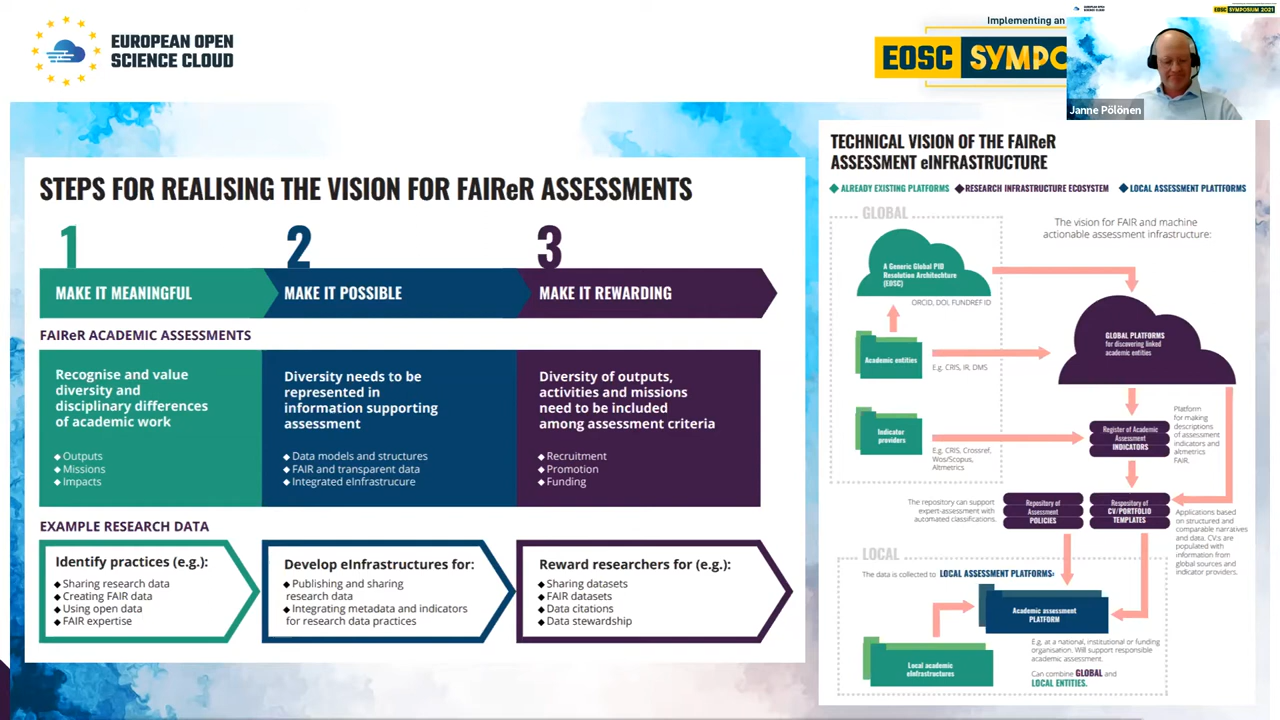 EUROPEAN OPEN
SCIENCE CLOUD
Implementing an
EOSC SYMPO
EOSC SYMPOSIUM 2021
Janne Pölönen
STEPS FOR REALISING THE VISION FOR FAIReR ASSESSMENTS
1
2
3
MAKE IT MEANINGFUL
MAKE IT POSSIBLE
MAKE IT REWARDING
FAIReR ACADEMIC ASSESSMENTS
Recognise and value
diversity and
disciplinary differences
of academic work
Outputs
Missions
Impacts
Diversity needs to be
represented in
information supporting
assessment
Data models and structures
FAIR and transparent data
Integrated eInfrastrucure
Diversity of outputs,
activities and missions
need to be included
among assessment criteria
Recruitment
Promotion
Funding
EXAMPLE RESEARCH DATA
Identify practices (e.g.):
Sharing research data
Creating FAIR data
Using open data
FAIR expertise
Develop eInfrastructures for:
Publishing and sharing
research data
Integrating metadata and indicators
for research data practices
Reward researchers for (e.g.):
Sharing datasets
FAIR datasets
Data citations
Data stewardship
TECHNICAL VISION OF THE FAIReR
ASSESSMENT eINFRASTRUCTURE
ALREADY EXISTING PLATFORMS
RESEARCH INFRASTRUCTURE ECOSYSTEM
LOCAL ASSESSMENT PLATTFORMS
GLOBAL
The vision for FAIR and machine
actionable assessment infrastructure:
A Generic Global PID
Resolution Architechture
(EOSC)
ORCID, DOI, FUNDREF ID
GLOBAL PLATFORMS
for discovering linked
academic entities
Academic entities
E.g. CRIS, IR, DMS
Indicator
providers
E.g. CRIS, Crossref,
Wos/Scopus,
Altmetrics
Register of Academic
Assessment
INDICATORS
Platform
for making
descriptions
of assessment
indicators and
altmetrics
FAIR.
The repository can support
expert-assessment with
automated classifications.
Repository of
Assessment
POLICIES
Respository of
CV/PORTFOLIO
TEMPLATES
Applications based
on structured and
comparable narratives
and data. CV:s are
populated with
information from
global sources and
indicator providers.
LOCAL
The data is collected to LOCAL ASSESSMENT PLATFORMS:
Academic assessment
PLATFORM
E.g. at a national, institutional or funding
organisation. Will support responsible
academic assessment.
Can combine GLOBAL and
LOCAL ENTITIES.
Local academic
eInfrastructures